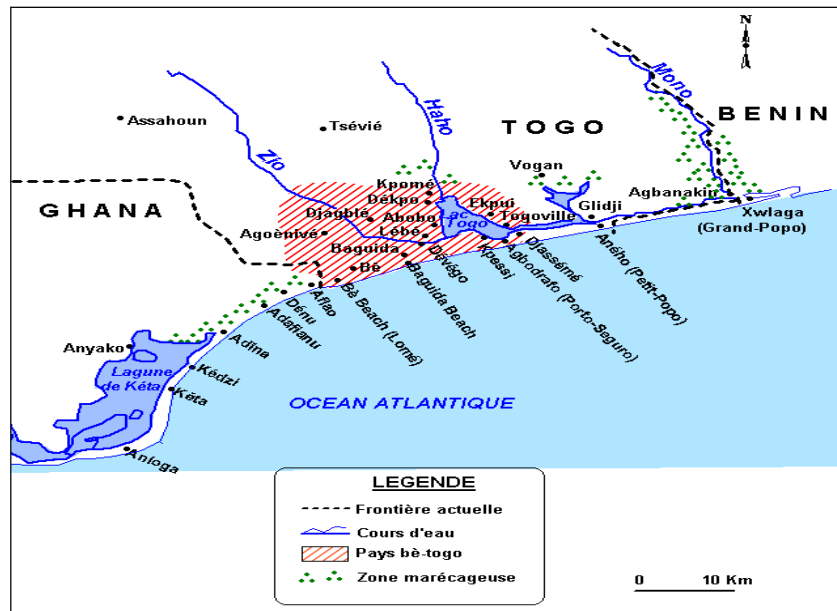 N
Mono
BENIN
Assahoun
Tsévié
Haho
TOGO
Zio
Vogan
Kpomé
Dékpo
Ekpui
Agbanakin
GHANA
Djagblé
Abobo
Lac Togo
Togoville
Glidji
Xwlaga
(Grand-Popo)
Agoènivé
Lébé
Baguida
Bè
Dévégo
Kpessi
Agbodrafo (Porto-Seguro)
Djassémé
Aného (Petit-Popo)
Baguida Beach
Bè Beach (Lomé)
Aflao
Dénu
Adafianu
Adina
Anyako
Lagune
de Kéta
Kédzi
Kéta
Anloga
OCEAN ATLANTIQUE
LEGENDE
Frontière actuelle
Cours d'eau
Pays bè-togo
Zone marécageuse
0 10 Km